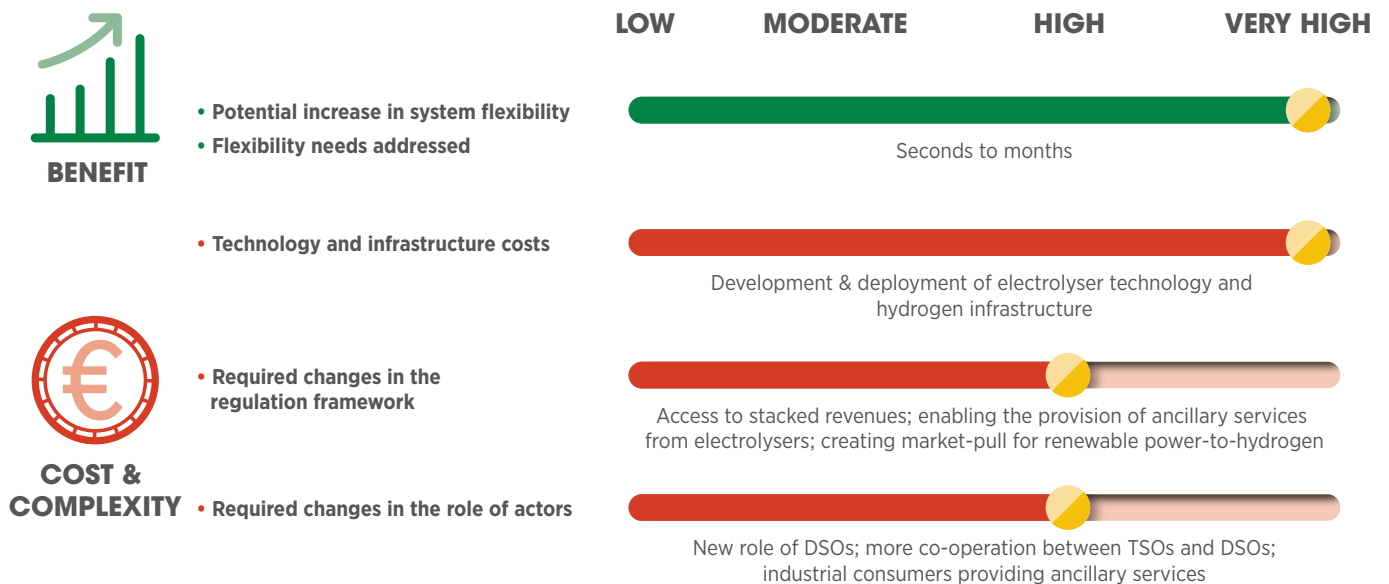 LOW MODERATE HIGH VERY HIGH
BENEFIT
• Potential increase in system flexibility
• Flexibility needs addressed
Seconds to months
• Technology and infrastructure costs
Development & deployment of electrolyser technology and
hydrogen infrastructure
€
COST &
COMPLEXITY
• Required changes in the
regulation framework
Access to stacked revenues; enabling the provision of ancillary services
from electrolysers; creating market-pull for renewable power-to-hydrogen
• Required changes in the role of actors
New role of DSOs; more co-operation between TSOs and DSOs;
industrial consumers providing ancillary services